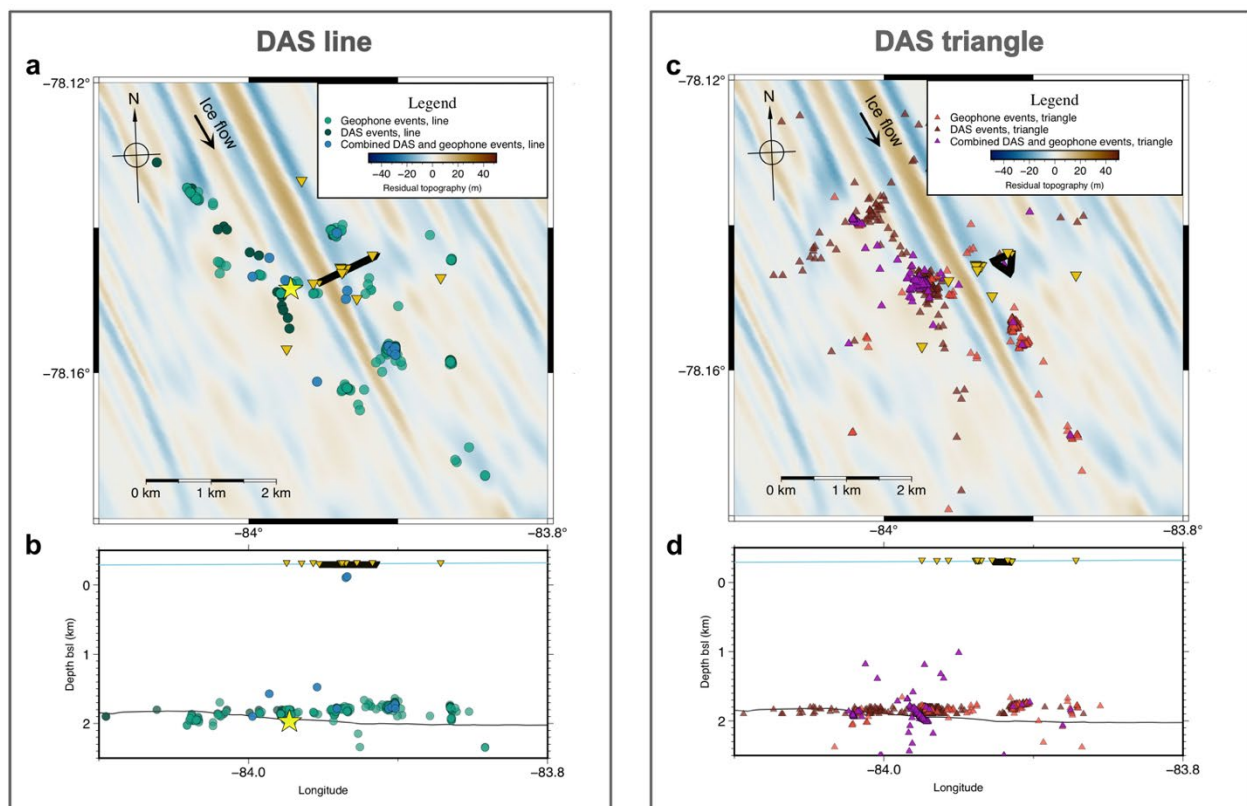 DAS line
a
−78.12°
N
Ice flow
Legend
Geophone events, line
DAS events, line
Combined DAS and geophone events, line
−40 −20 0 20 40
Residual topography (m)
−78.16°
0 km 1 km 2 km
−84° −83.8°
b
0
1
2
Depth bsl (km)
−84.0 −83.8
Longitude
DAS triangle
c
−78.12°
N
Ice flow
Legend
Geophone events, triangle
DAS events, triangle
Combined DAS and geophone events, triangle
−40 −20 0 20 40
Residual topography (m)
−78.16°
0 km 1 km 2 km
−84° −83.8°
d
0
1
2
Depth bsl (km)
−84.0 −83.8
Longitude